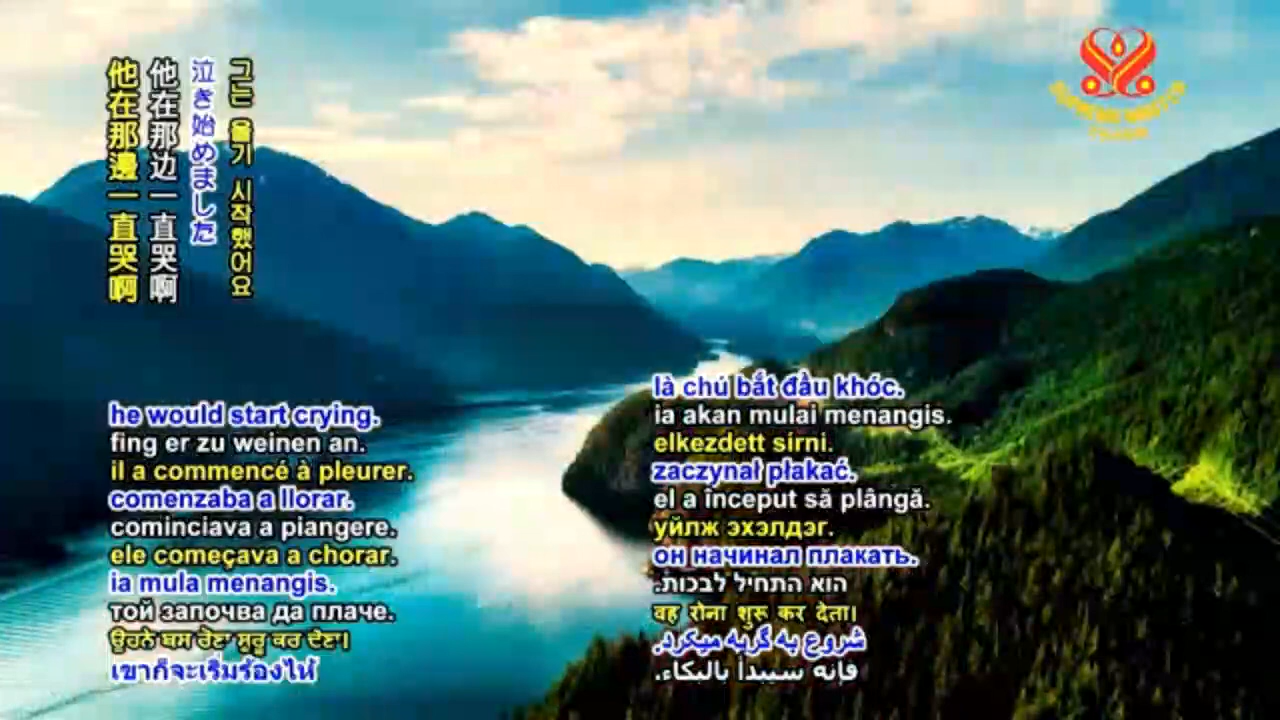 他在那邊一直哭啊
他在那边一直哭啊
泣き始めました
그는 울기 시작했어요
he would start crying.
fing er zu weinen an.
il a commencé à pleurer.
comenzaba a llorar.
cominciava a piangere.
ele começava a chorar.
ia mula menangis.
той започва да плаче.
ਉਹਨੇ ਬਸ ਰੋਣਾ ਸ਼ੁਰੂ ਕਰ ਦੇਣਾ।
เขาก็จะเริ่มร้องไห้
là chú bắt đầu khóc.
ia akan mulai menangis.
elkezdett sírni.
zaczynał płakać.
el a început să plângă.
уйлж эхэлдэг.
он начинал плакать.
הוא התחיל לבכות.
वह रोना शुरू कर देता।
شروع به گریه میکرد.
فإنه سيبدأ بالبكاء.